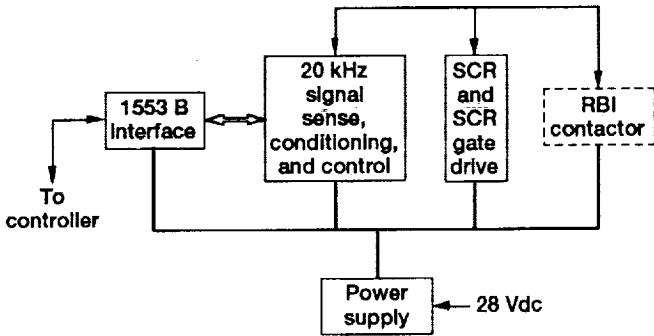 1553 B
Interface
20 kHz
signal
sense,
conditioning,
and control
SCR
and
SCR
gate
drive
RBI
contactor
To
controller
Power
supply
28 Vdc